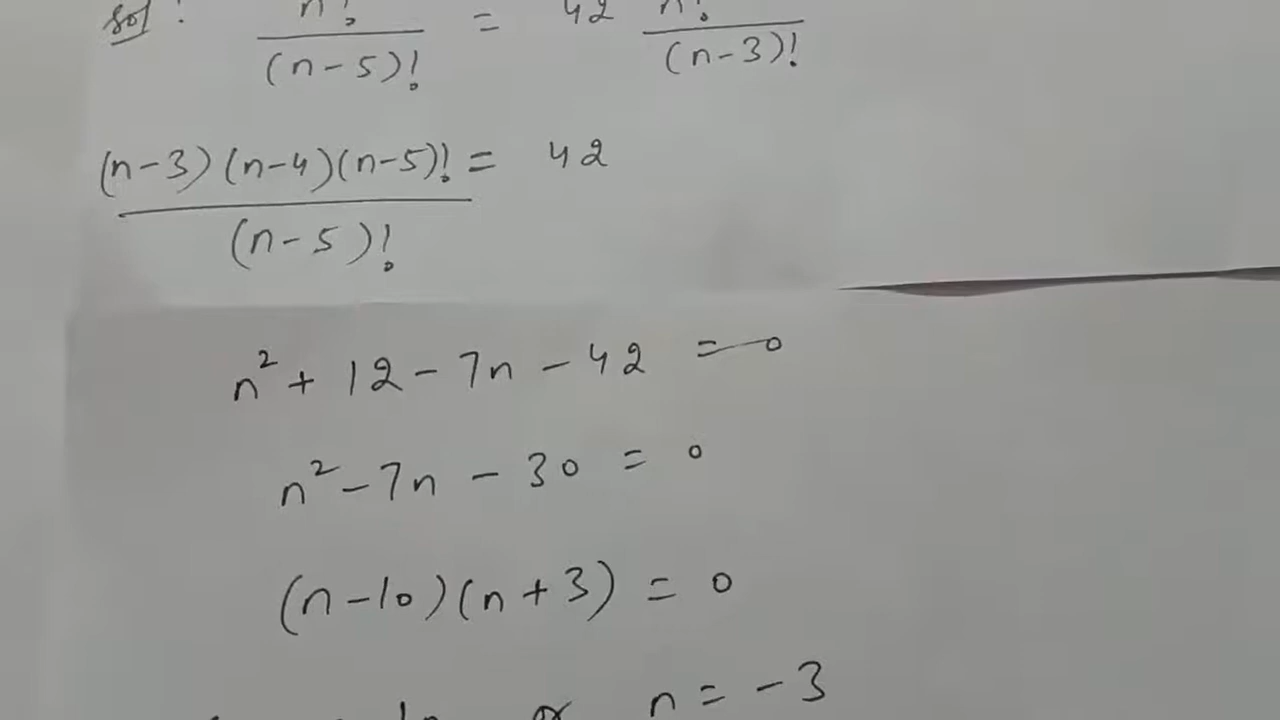 Sol : n! / (n-5)! = 42 n! / (n-3)!
(n-3)(n-4)(n-5)! / (n-5)! = 42
n² + 12 - 7n - 42 = 0
n² - 7n - 30 = 0
(n-10)(n+3) = 0
or n = -3